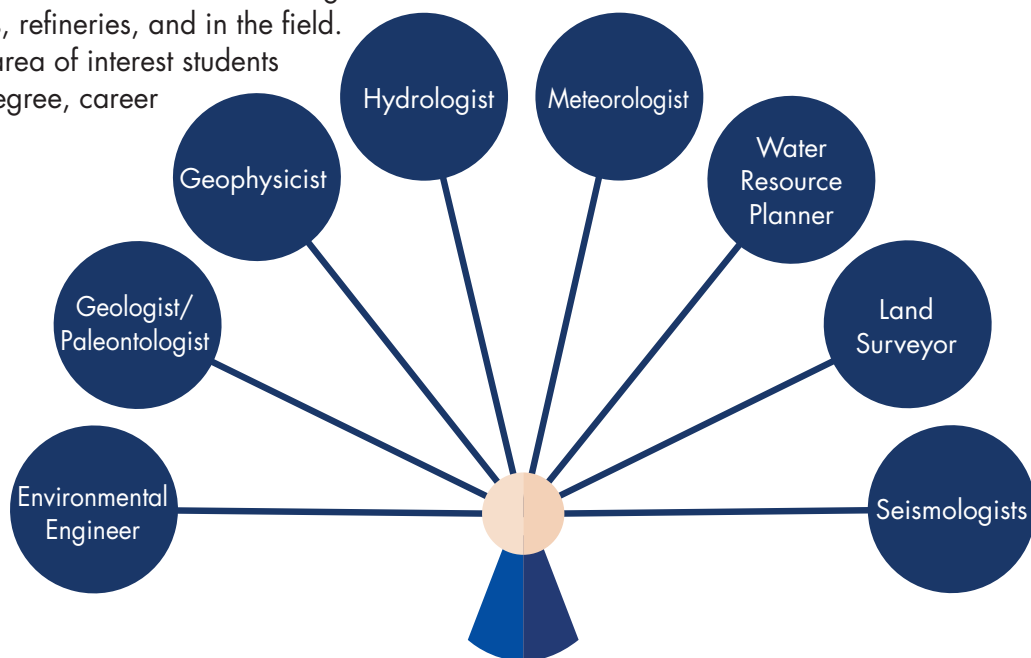 , refineries, and in the field.
area of interest students
egree, career
Hydrologist
Meteorologist
Geophysicist
Water
Resource
Planner
Geologist/
Paleontologist
Land
Surveyor
Environmental
Engineer
Seismologists